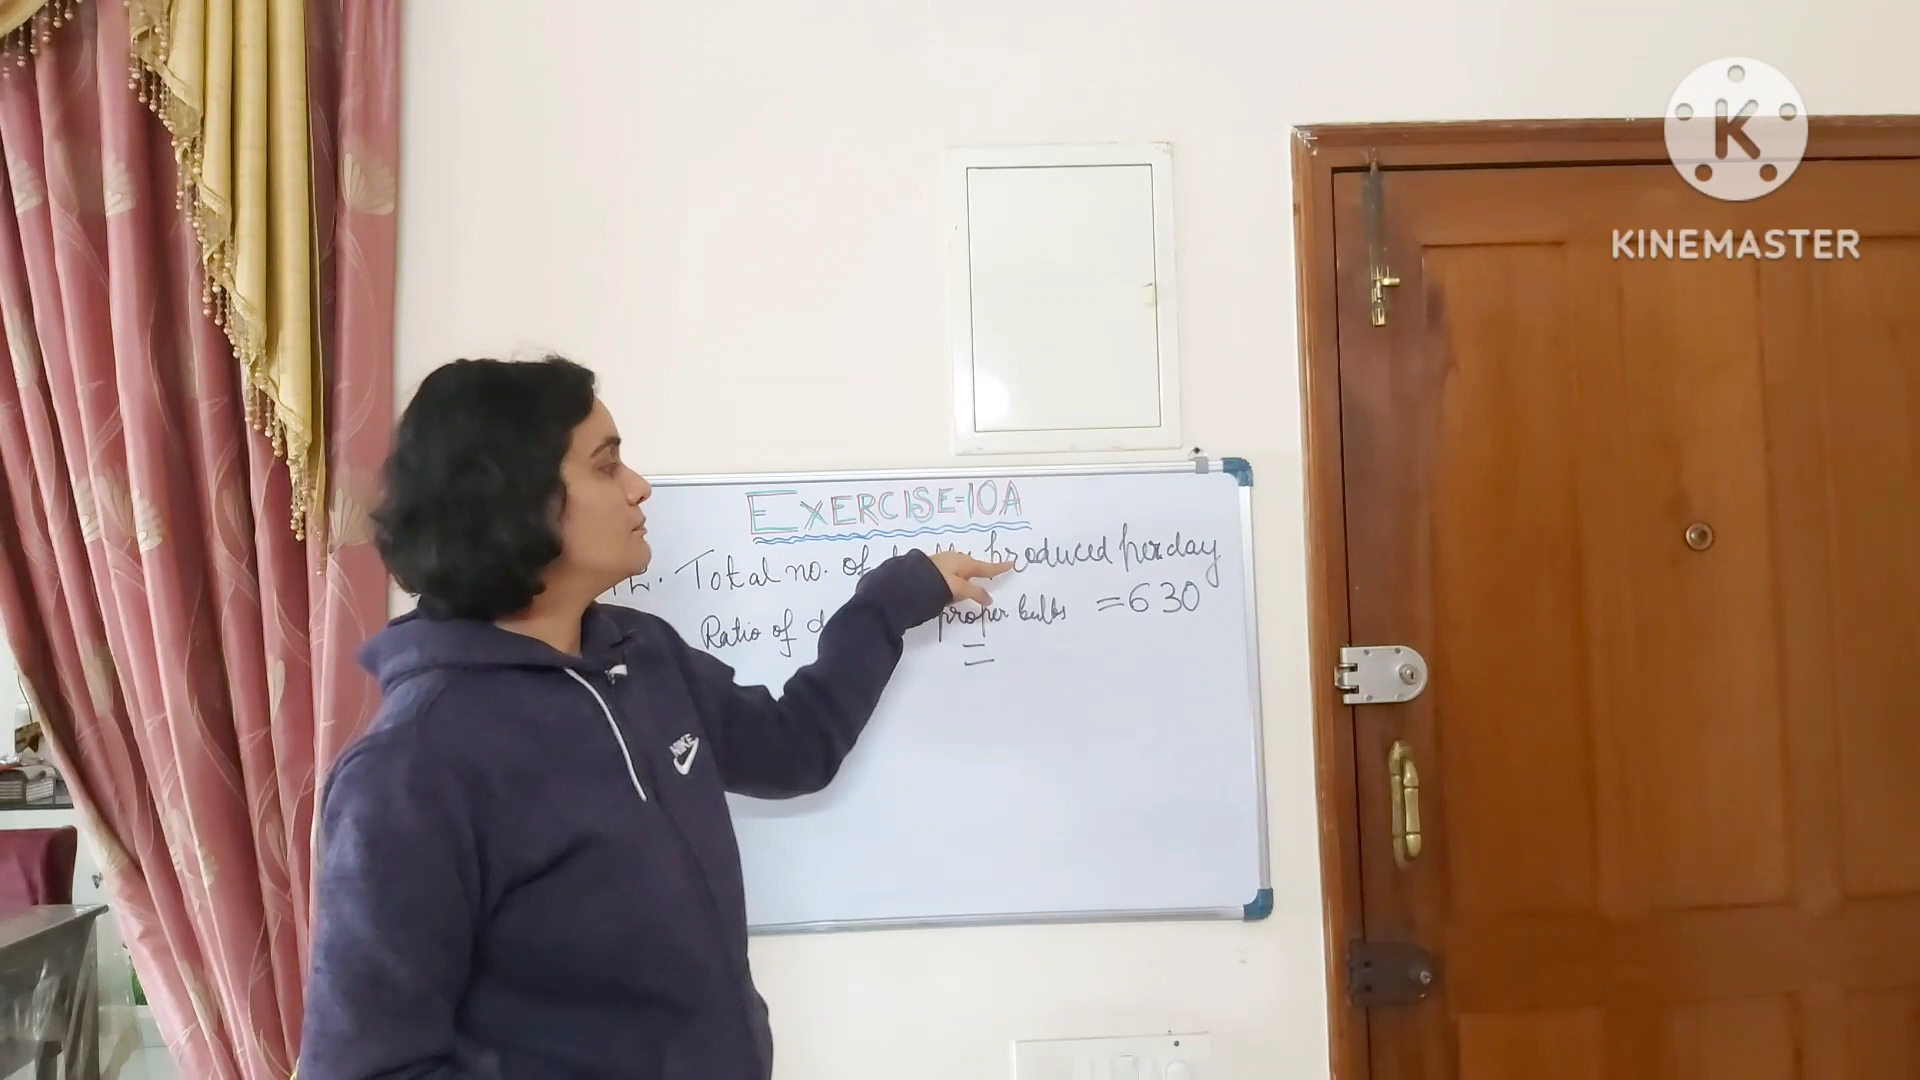 KINEMASTER
EXERCISE=10A
Total no. of produced per day
= 630
Ratio of proper bulbs
=
NIKE